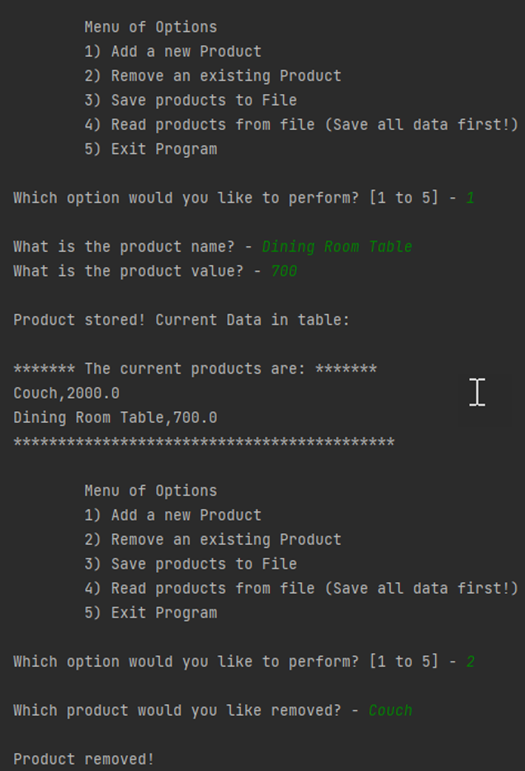 Menu of Options
1) Add a new Product
2) Remove an existing Product
3) Save products to File
4) Read products from file (Save all data first!)
5) Exit Program
Which option would you like to perform? [1 to 5] - 1
What is the product name? - Dining Room Table
What is the product value? - 700
Product stored! Current Data in table:
******* The current products are: *******
Couch,2000.0
Dining Room Table,700.0
*******************************************
Menu of Options
1) Add a new Product
2) Remove an existing Product
3) Save products to File
4) Read products from file (Save all data first!)
5) Exit Program
Which option would you like to perform? [1 to 5] - 2
Which product would you like removed? - Couch
Product removed!